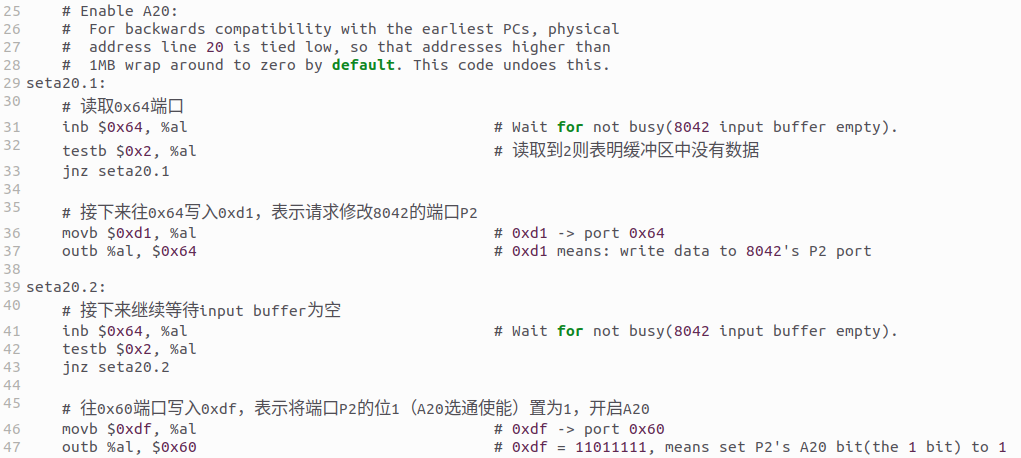 25 # Enable A20:
26 #  For backwards compatibility with the earliest PCs, physical
27 #  address line 20 is tied low, so that addresses higher than
28 #  1MB wrap around to zero by default. This code undoes this.
29 seta20.1:
30 # 读取0x64端口
31 inb $0x64, %al # Wait for not busy(8042 input buffer empty).
32 testb $0x2, %al # 读取到2则表明缓冲区中没有数据
33 jnz seta20.1
34
35 # 接下来往0x64写入0xd1，表示请求修改8042的端口P2
36 movb $0xd1, %al # 0xd1 -> port 0x64
37 outb %al, $0x64 # 0xd1 means: write data to 8042's P2 port
38
39 seta20.2:
40 # 接下来继续等待input buffer为空
41 inb $0x64, %al # Wait for not busy(8042 input buffer empty).
42 testb $0x2, %al
43 jnz seta20.2
44
45 # 往0x60端口写入0xdf，表示将端口P2的位1（A20选通使能）置为1，开启A20
46 movb $0xdf, %al # 0xdf -> port 0x60
47 outb %al, $0x60 # 0xdf = 11011111, means set P2's A20 bit(the 1 bit) to 1